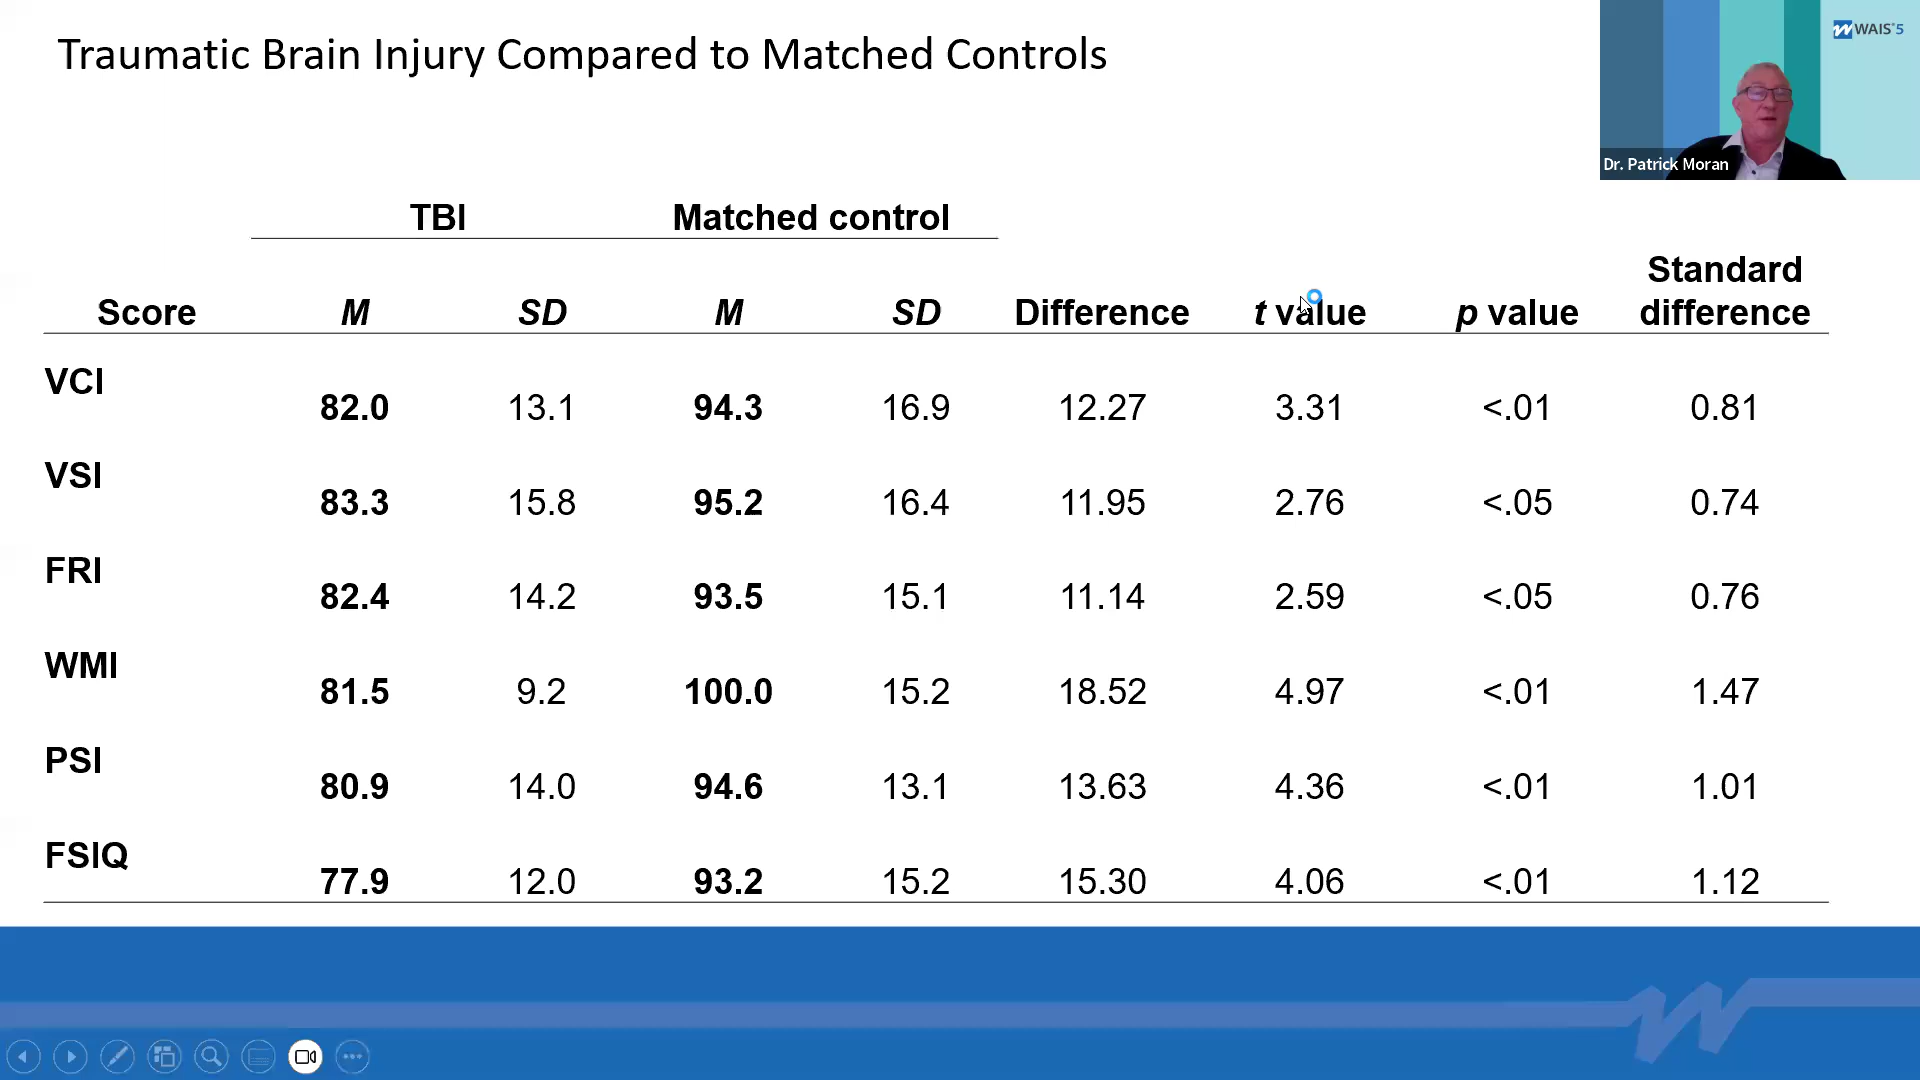 Traumatic Brain Injury Compared to Matched Controls
WAIS®5
Dr. Patrick Moran
TBI Matched control
Score M SD M SD Difference t value p value Standard difference
VCI 82.0 13.1 94.3 16.9 12.27 3.31 <.01 0.81
VSI 83.3 15.8 95.2 16.4 11.95 2.76 <.05 0.74
FRI 82.4 14.2 93.5 15.1 11.14 2.59 <.05 0.76
WMI 81.5 9.2 100.0 15.2 18.52 4.97 <.01 1.47
PSI 80.9 14.0 94.6 13.1 13.63 4.36 <.01 1.01
FSIQ 77.9 12.0 93.2 15.2 15.30 4.06 <.01 1.12